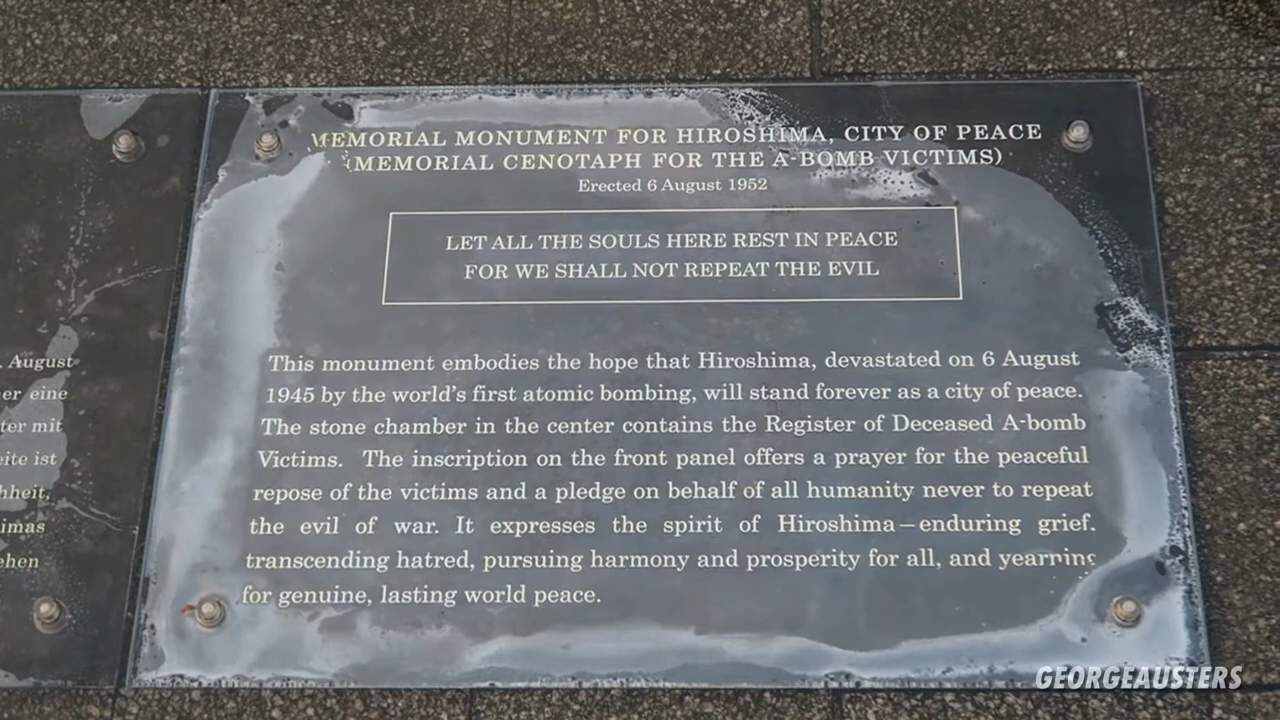 MEMORIAL MONUMENT FOR HIROSHIMA, CITY OF PEACE
(MEMORIAL CENOTAPH FOR THE A-BOMB VICTIMS)
Erected 6 August 1952
LET ALL THE SOULS HERE REST IN PEACE
FOR WE SHALL NOT REPEAT THE EVIL
This monument embodies the hope that Hiroshima, devastated on 6 August
1945 by the world's first atomic bombing, will stand forever as a city of peace.
The stone chamber in the center contains the Register of Deceased A-bomb
Victims. The inscription on the front panel offers a prayer for the peaceful
repose of the victims and a pledge on behalf of all humanity never to repeat
the evil of war. It expresses the spirit of Hiroshima – enduring grief,
transcending hatred, pursuing harmony and prosperity for all, and yearning
for genuine, lasting world peace.
August
eine
mit
ist
GEORGEAUSTERS